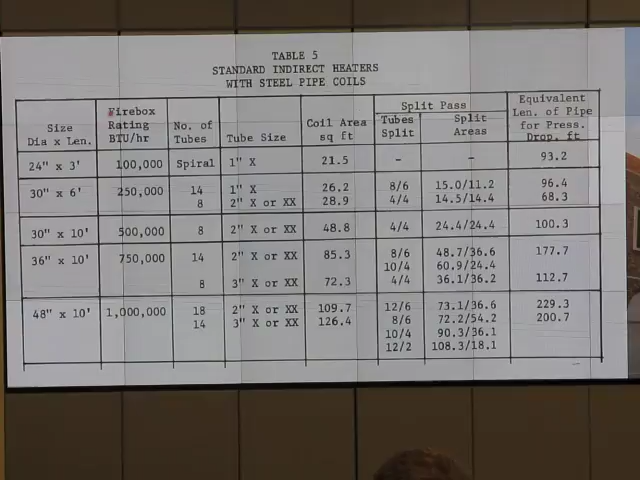 TABLE 5
STANDARD INDIRECT HEATERS
WITH STEEL PIPE COILS
Size Dia x Len. Firebox Rating BTU/hr No. of Tubes Tube Size Coil Area sq ft Split Pass Tubes Split Split Areas Equivalent Len. of Pipe for Press. Drop, ft
24" x 3' 100,000 Spiral 1" X 21.5 - - 93.2
30" x 6' 250,000 14 1" X 26.2 8/6 15.0/11.2 96.4
8 2" X or XX 28.9 4/4 14.5/14.4 68.3
30" x 10' 500,000 8 2" X or XX 48.8 4/4 24.4/24.4 100.3
36" x 10' 750,000 14 2" X or XX 85.3 8/6 48.7/36.6 177.7
10/4 60.9/24.4
8 3" X or XX 72.3 4/4 36.1/36.2 112.7
48" x 10' 1,000,000 18 2" X or XX 109.7 12/6 73.1/36.6 229.3
14 3" X or XX 126.4 8/6 72.2/54.2 200.7
10/4 90.3/36.1
12/2 108.3/18.1